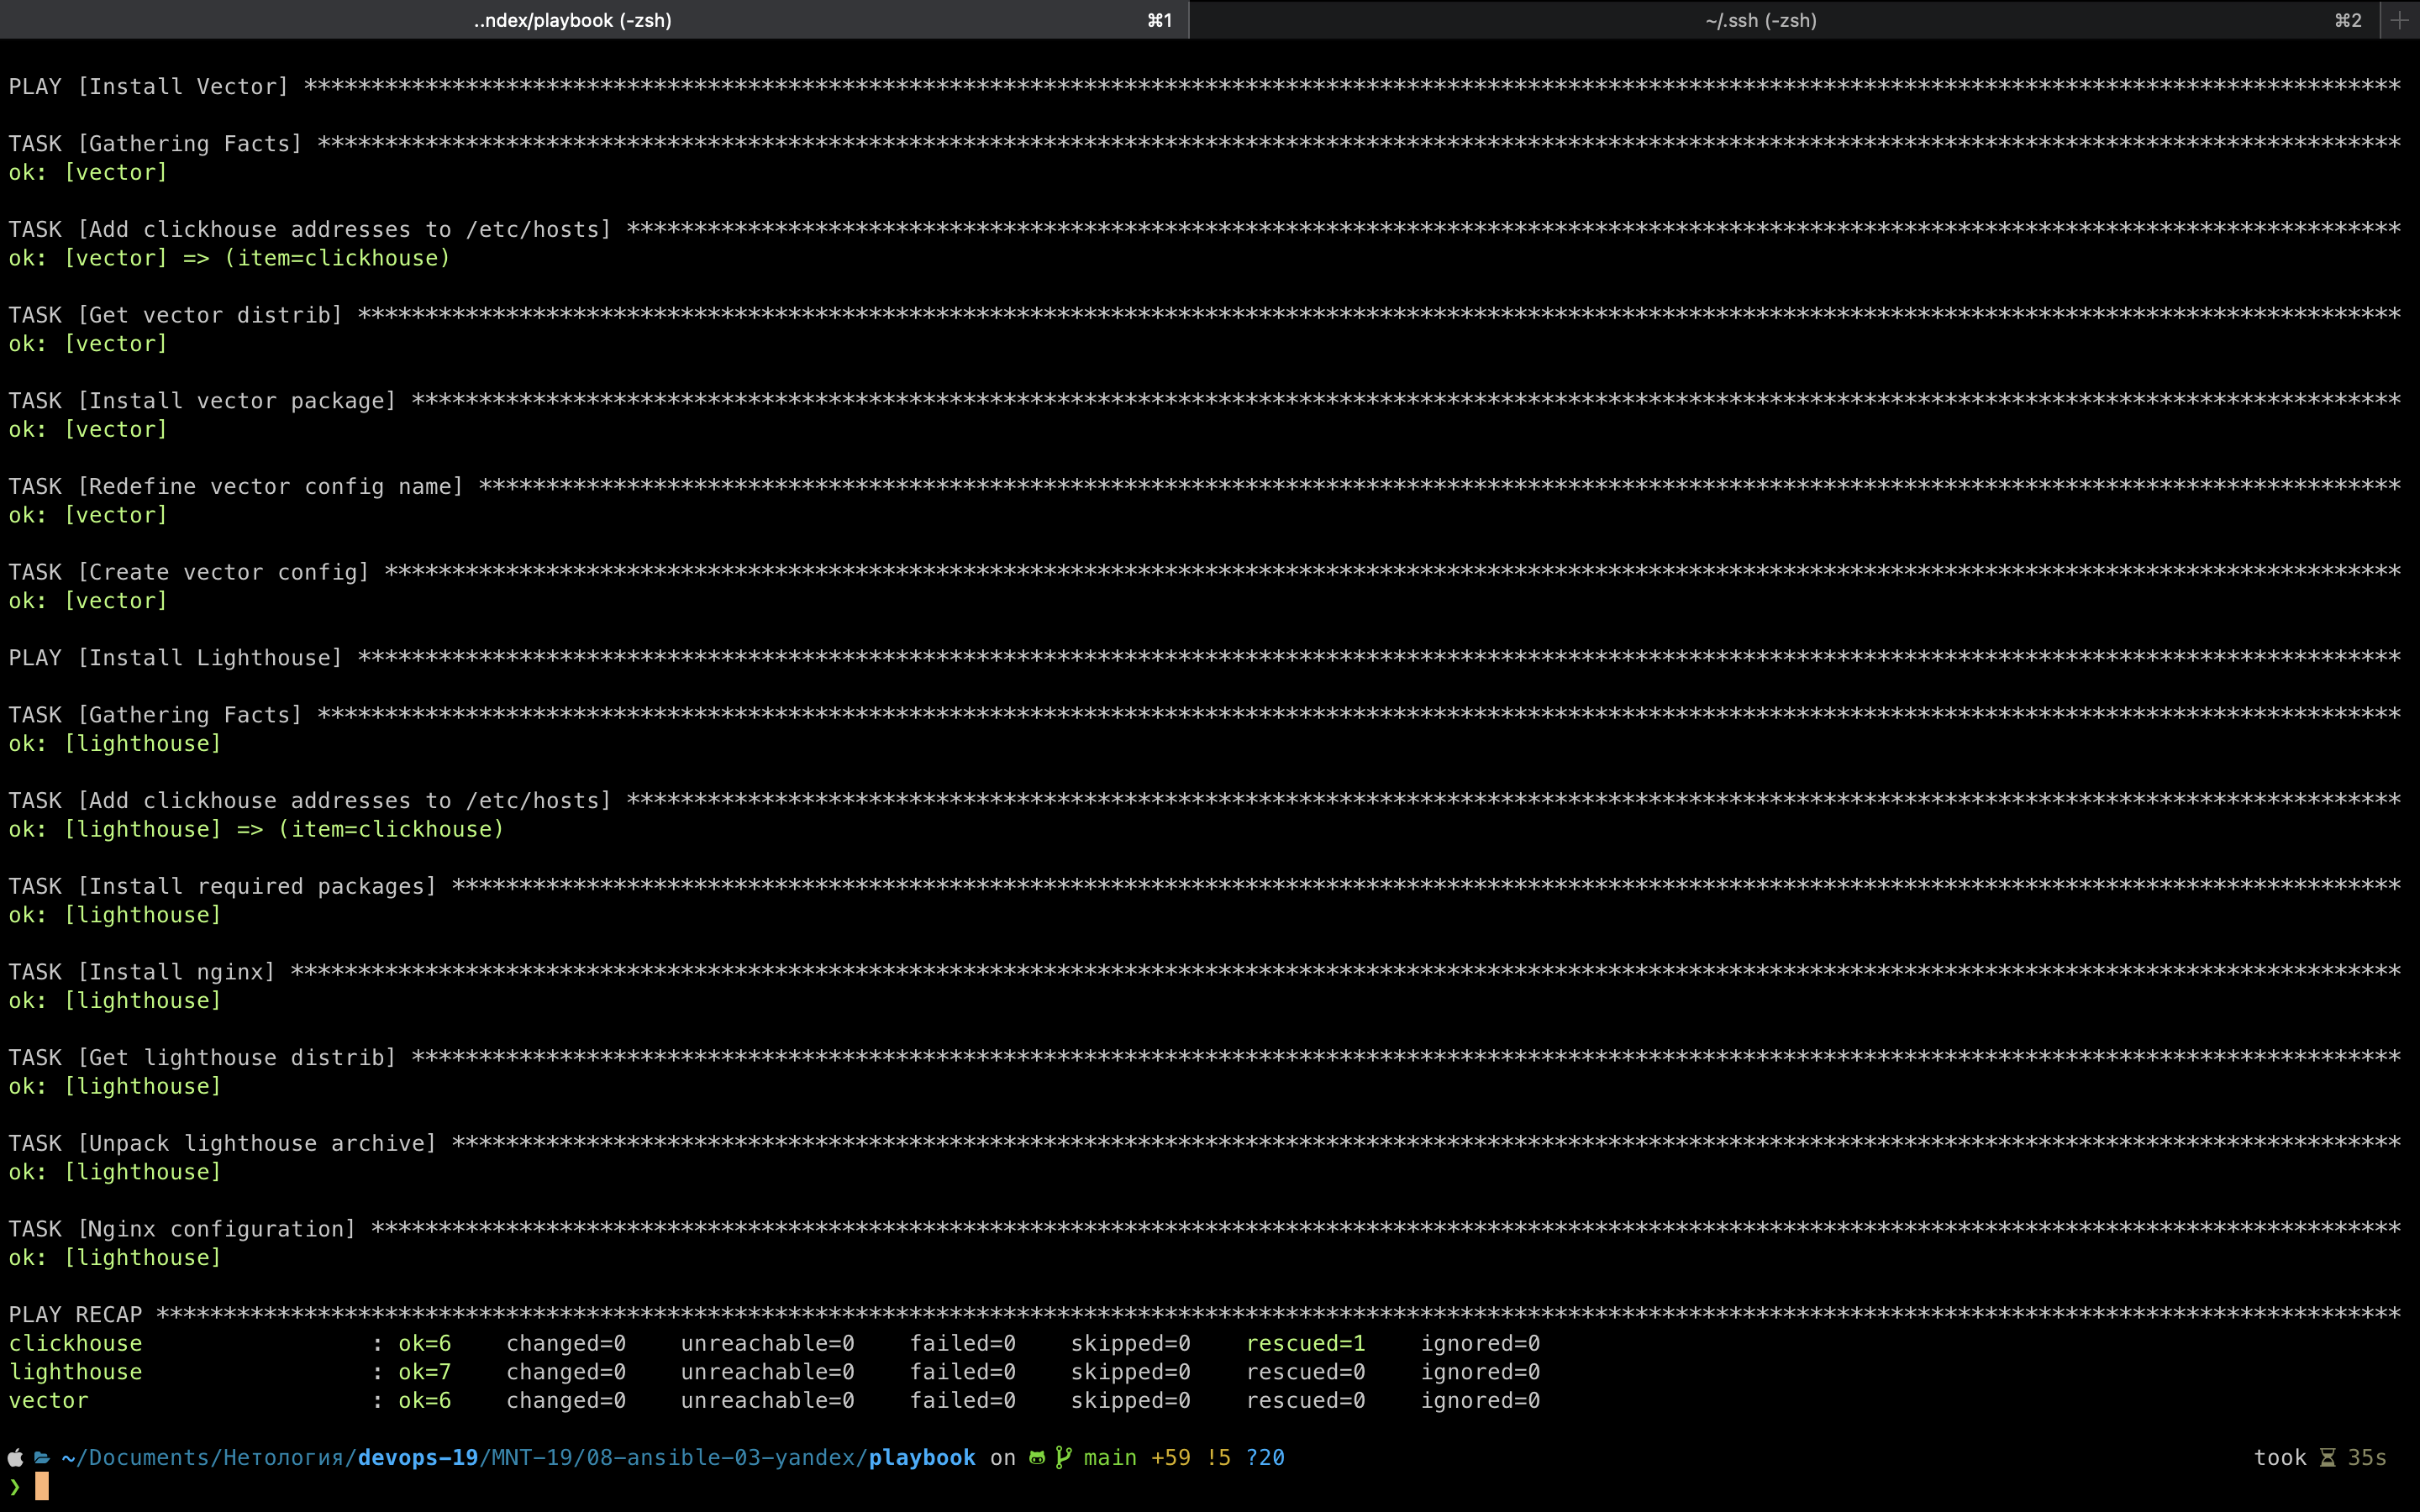 ..ndex/playbook (-zsh) ⌘1 ~/.ssh (-zsh) ⌘2 +
PLAY [Install Vector] ************************************************************************************************************************************************************
TASK [Gathering Facts] ***********************************************************************************************************************************************************
ok: [vector]
TASK [Add clickhouse addresses to /etc/hosts] ************************************************************************************************************************************
ok: [vector] => (item=clickhouse)
TASK [Get vector distrib] ********************************************************************************************************************************************************
ok: [vector]
TASK [Install vector package] ****************************************************************************************************************************************************
ok: [vector]
TASK [Redefine vector config name] ***********************************************************************************************************************************************
ok: [vector]
TASK [Create vector config] ******************************************************************************************************************************************************
ok: [vector]
PLAY [Install Lighthouse] ********************************************************************************************************************************************************
TASK [Gathering Facts] ***********************************************************************************************************************************************************
ok: [lighthouse]
TASK [Add clickhouse addresses to /etc/hosts] ************************************************************************************************************************************
ok: [lighthouse] => (item=clickhouse)
TASK [Install required packages] *************************************************************************************************************************************************
ok: [lighthouse]
TASK [Install nginx] *************************************************************************************************************************************************************
ok: [lighthouse]
TASK [Get lighthouse distrib] ****************************************************************************************************************************************************
ok: [lighthouse]
TASK [Unpack lighthouse archive] *************************************************************************************************************************************************
ok: [lighthouse]
TASK [Nginx configuration] *******************************************************************************************************************************************************
ok: [lighthouse]
PLAY RECAP ***********************************************************************************************************************************************************************
clickhouse : ok=6 changed=0 unreachable=0 failed=0 skipped=0 rescued=1 ignored=0
lighthouse : ok=7 changed=0 unreachable=0 failed=0 skipped=0 rescued=0 ignored=0
vector : ok=6 changed=0 unreachable=0 failed=0 skipped=0 rescued=0 ignored=0
~/Documents/Нетология/devops-19/MNT-19/08-ansible-03-yandex/playbook on main +59 !5 ?20 took 35s
❯